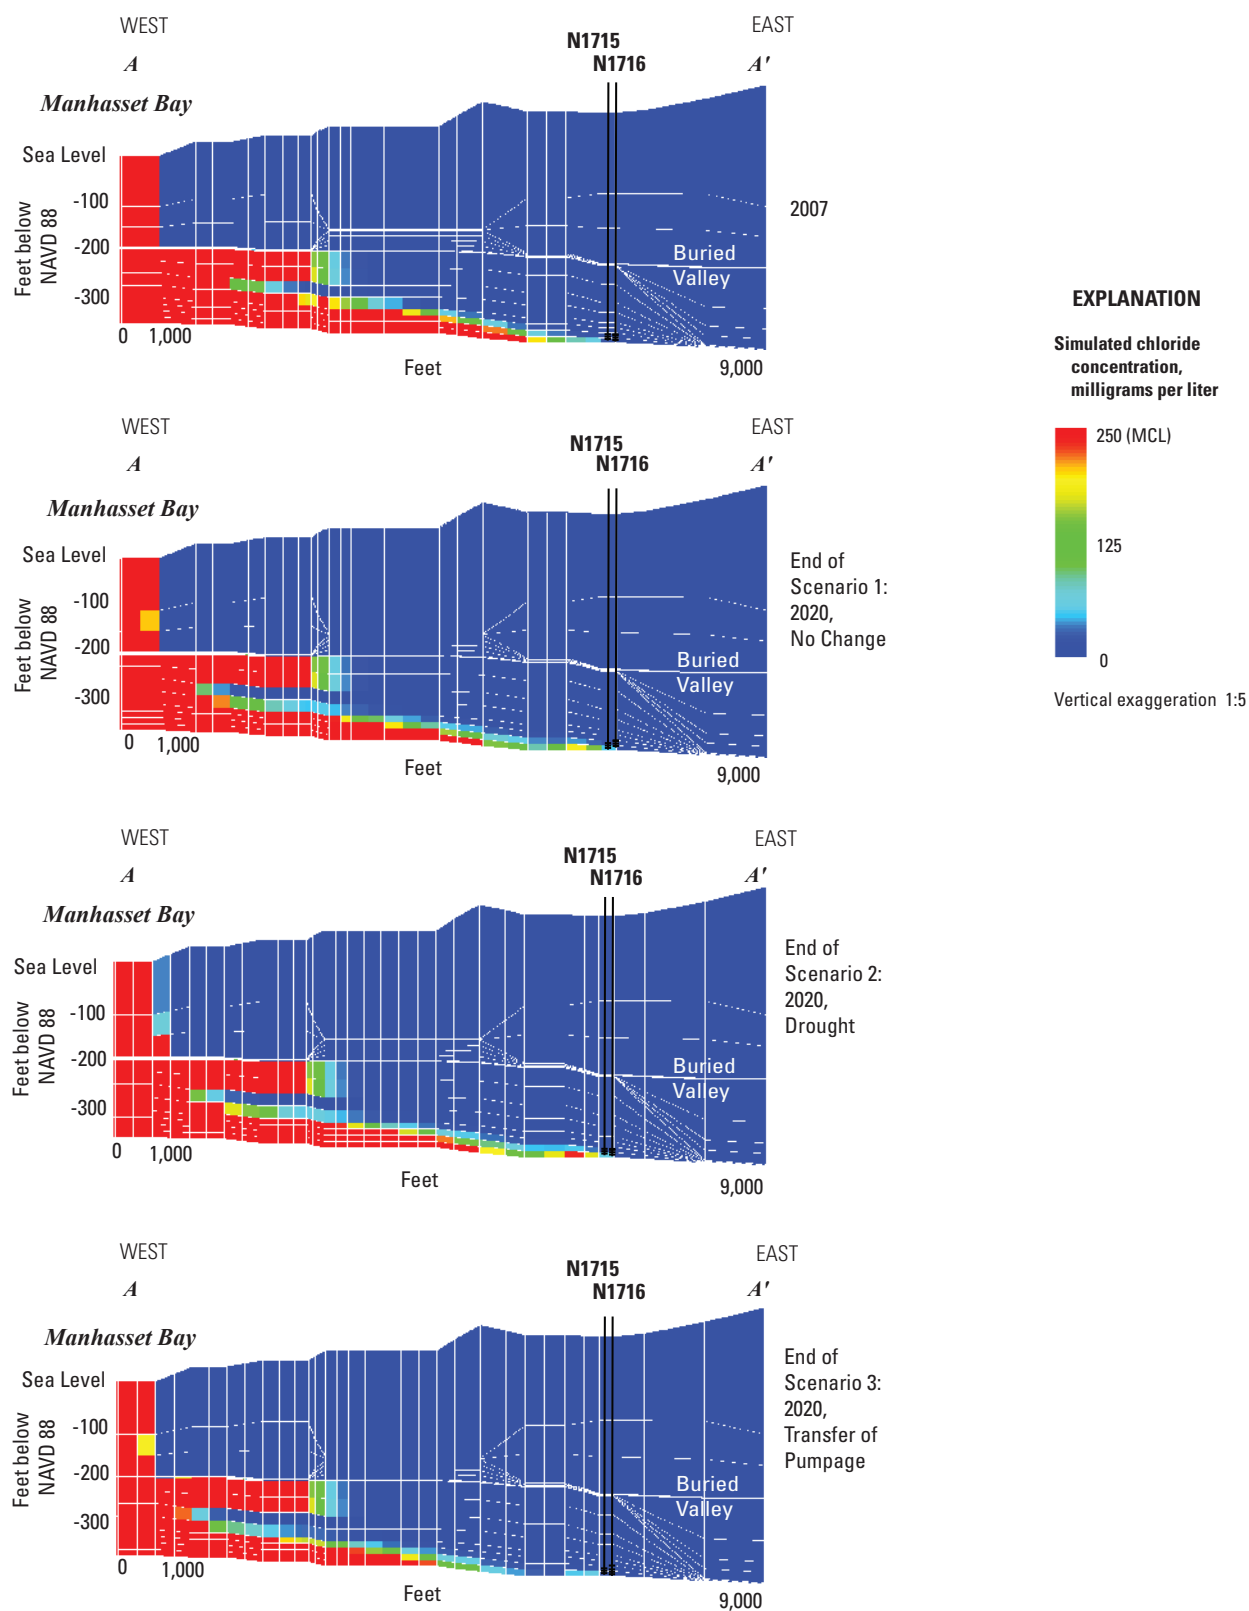 WEST
EAST
N1715
N1716
A
A'
Manhasset Bay
Sea Level
-100
-200
-300
Feet below
NAVD 88
Buried
Valley
2007
0
1,000
9,000
Feet
EXPLANATION
Simulated chloride
concentration,
milligrams per liter
250 (MCL)
125
0
Vertical exaggeration 1:5
WEST
EAST
N1715
N1716
A
A'
Manhasset Bay
Sea Level
-100
-200
-300
Feet below
NAVD 88
Buried
Valley
End of
Scenario 1:
2020,
No Change
0
1,000
9,000
Feet
WEST
EAST
N1715
N1716
A
A'
Manhasset Bay
Sea Level
-100
-200
-300
Feet below
NAVD 88
Buried
Valley
End of
Scenario 2:
2020,
Drought
0
1,000
9,000
Feet
WEST
EAST
N1715
N1716
A
A'
Manhasset Bay
Sea Level
-100
-200
-300
Feet below
NAVD 88
Buried
Valley
End of
Scenario 3:
2020,
Transfer of
Pumpage
0
1,000
9,000
Feet